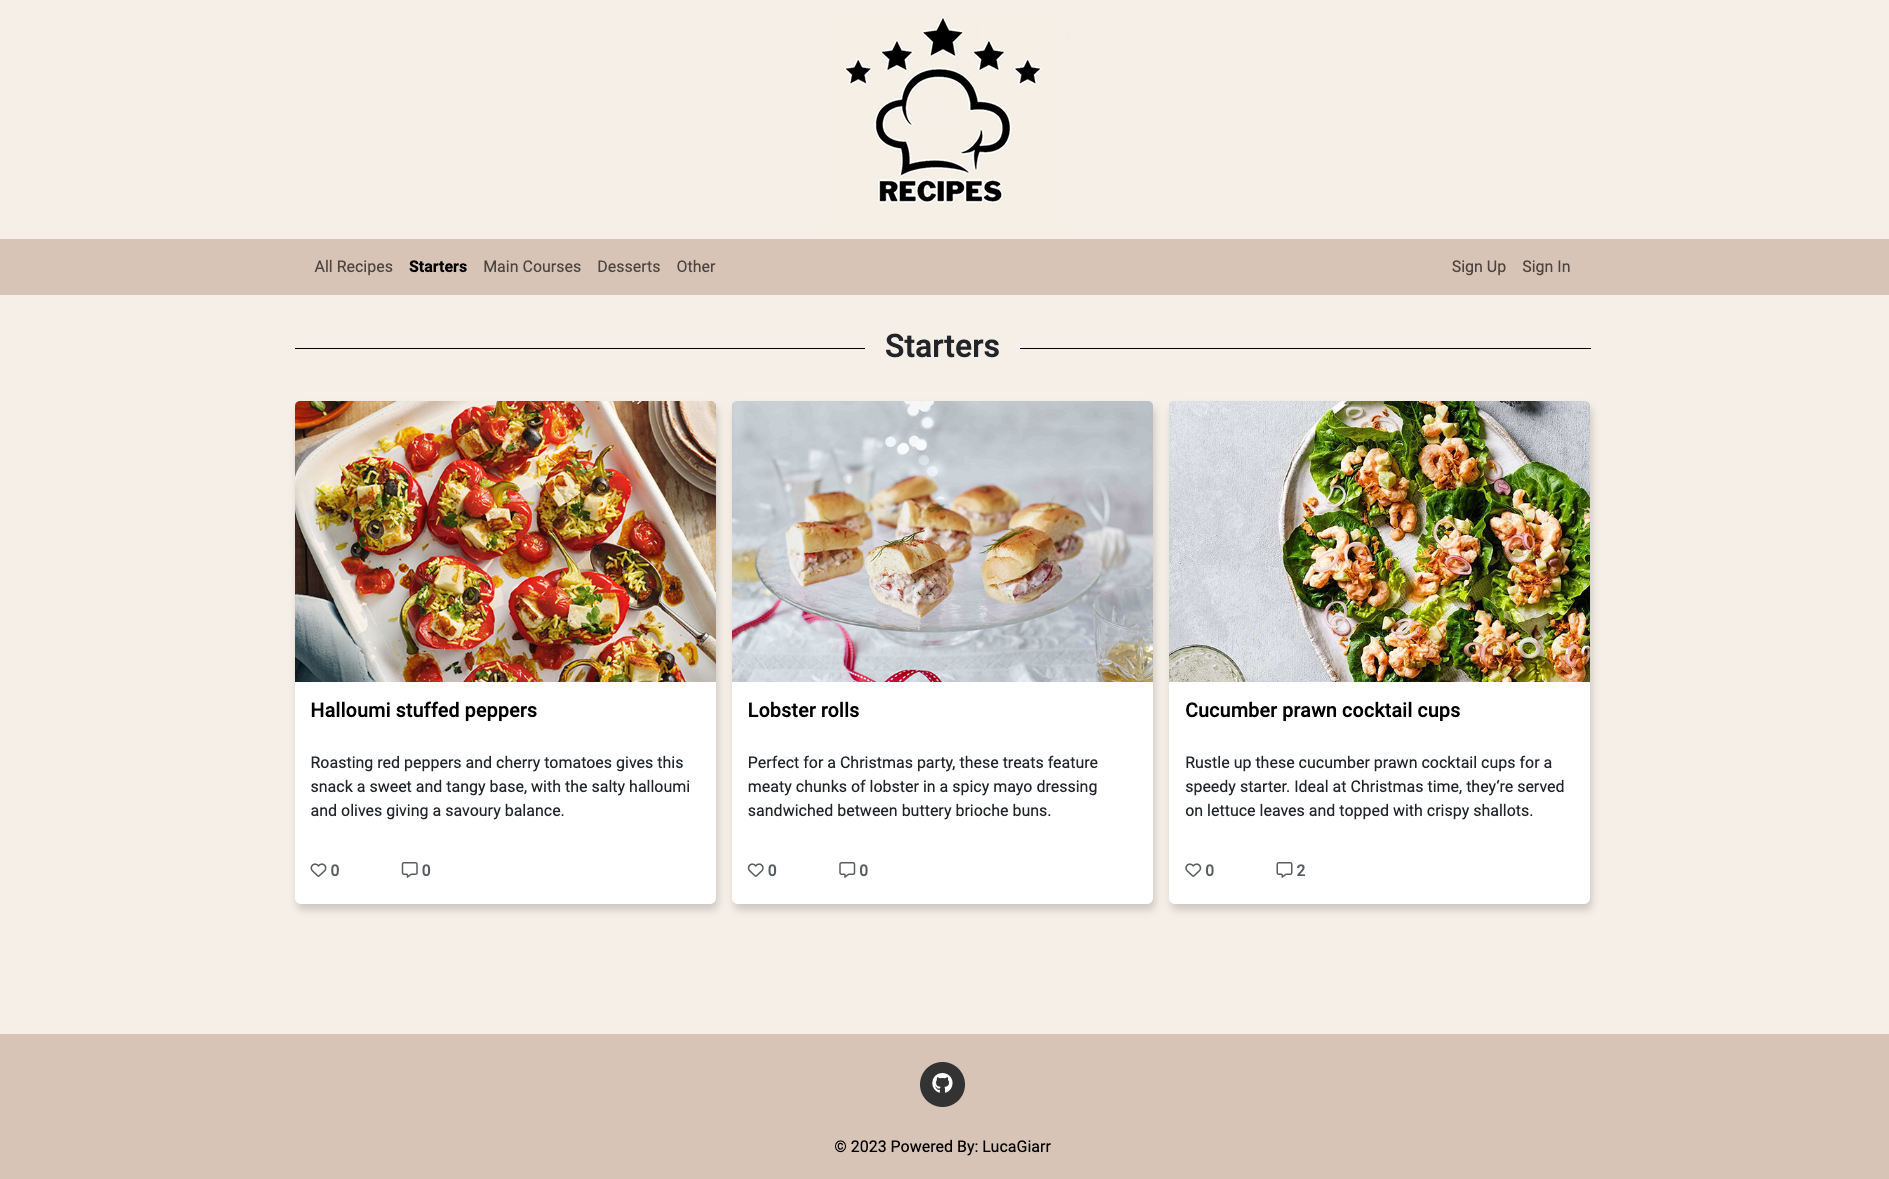 RECIPES
All Recipes Starters Main Courses Desserts Other Sign Up Sign In
Starters
Halloumi stuffed peppers
Roasting red peppers and cherry tomatoes gives this
snack a sweet and tangy base, with the salty halloumi
and olives giving a savoury balance.
0 0
Lobster rolls
Perfect for a Christmas party, these treats feature
meaty chunks of lobster in a spicy mayo dressing
sandwiched between buttery brioche buns.
0 0
Cucumber prawn cocktail cups
Rustle up these cucumber prawn cocktail cups for a
speedy starter. Ideal at Christmas time, they’re served
on lettuce leaves and topped with crispy shallots.
0 2
© 2023 Powered By: LucaGiarr